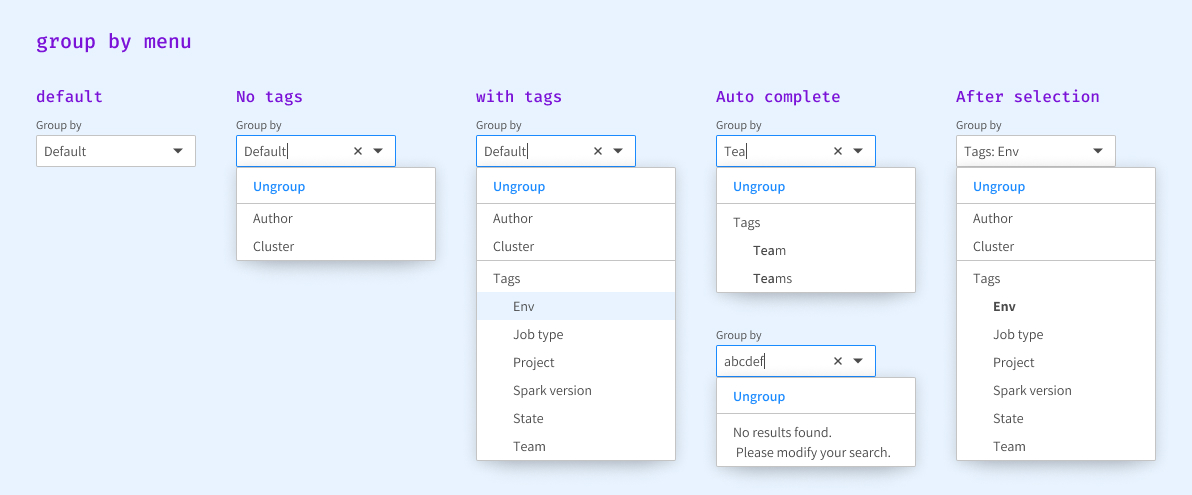 group by menu
default
Group by
Default
No tags
Group by
Default
Ungroup
Author
Cluster
with tags
Group by
Default
Ungroup
Author
Cluster
Tags
Env
Job type
Project
Spark version
State
Team
Auto complete
Group by
Tea
Ungroup
Tags
Team
Teams
Group by
abcdef
Ungroup
No results found.
Please modify your search.
After selection
Group by
Tags: Env
Ungroup
Author
Cluster
Tags
Env
Job type
Project
Spark version
State
Team